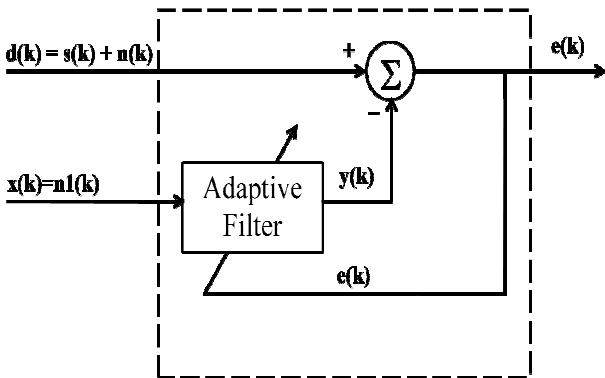 d(k) = s(k) + n(k)
e(k)
+
Σ
−
x(k)=n1(k)
Adaptive
Filter
y(k)
e(k)